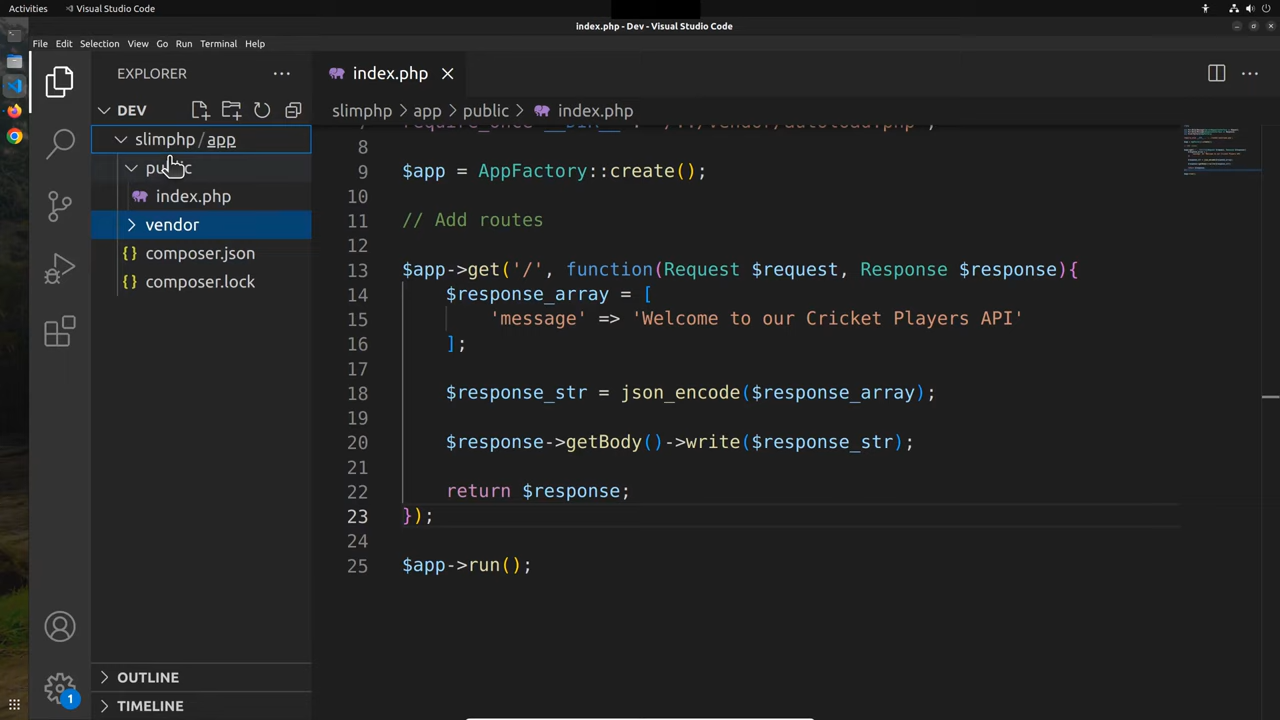 Activities
Visual Studio Code
index.php - Dev - Visual Studio Code
File Edit Selection View Go Run Terminal Help
EXPLORER
index.php
DEV
slimphp > app > public > index.php
slimphp / app
index.php
vendor
composer.json
composer.lock
8
9 $app = AppFactory::create();
10
11 // Add routes
12
13 $app->get('/', function(Request $request, Response $response){
14 $response_array = [
15 'message' => 'Welcome to our Cricket Players API'
16 ];
17
18 $response_str = json_encode($response_array);
19
20 $response->getBody()->write($response_str);
21
22 return $response;
23 });
24
25 $app->run();
OUTLINE
TIMELINE
1